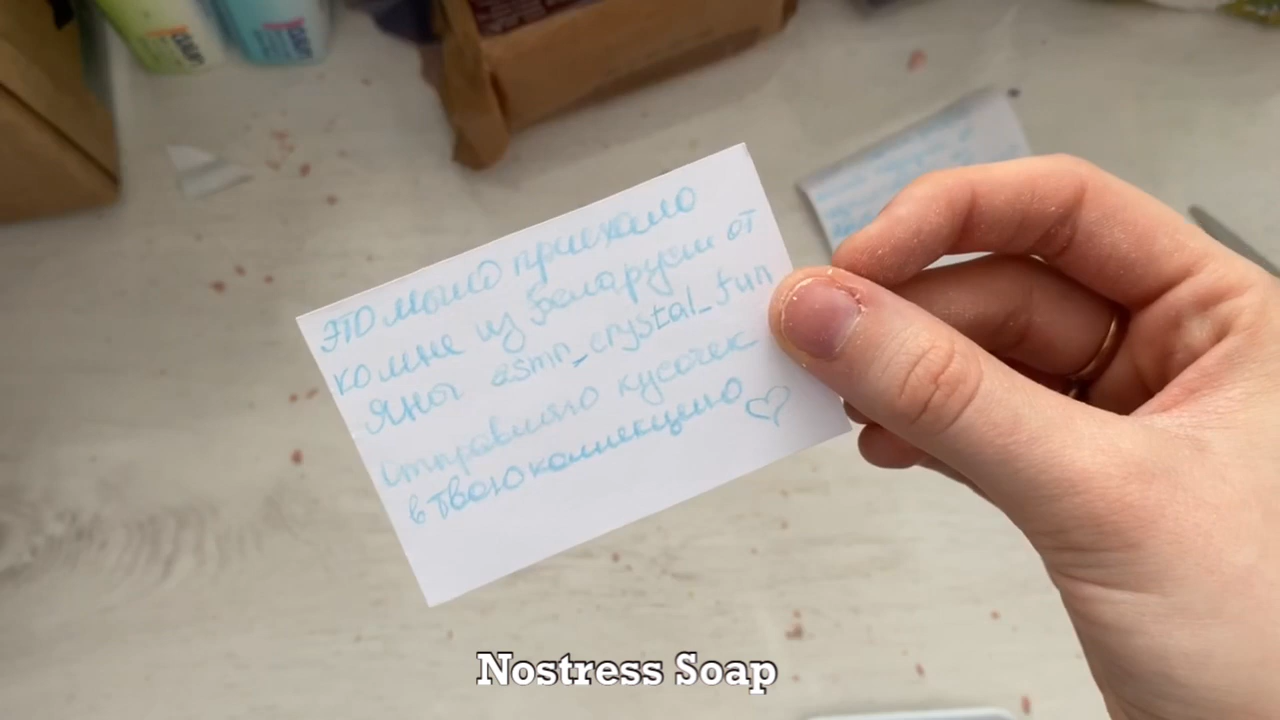 это мыло приехало
ко мне из Беларуси от
Яны asmr_crystal_fun
отправляю кусочек
в твою коллекцию ♡
Nostress Soap